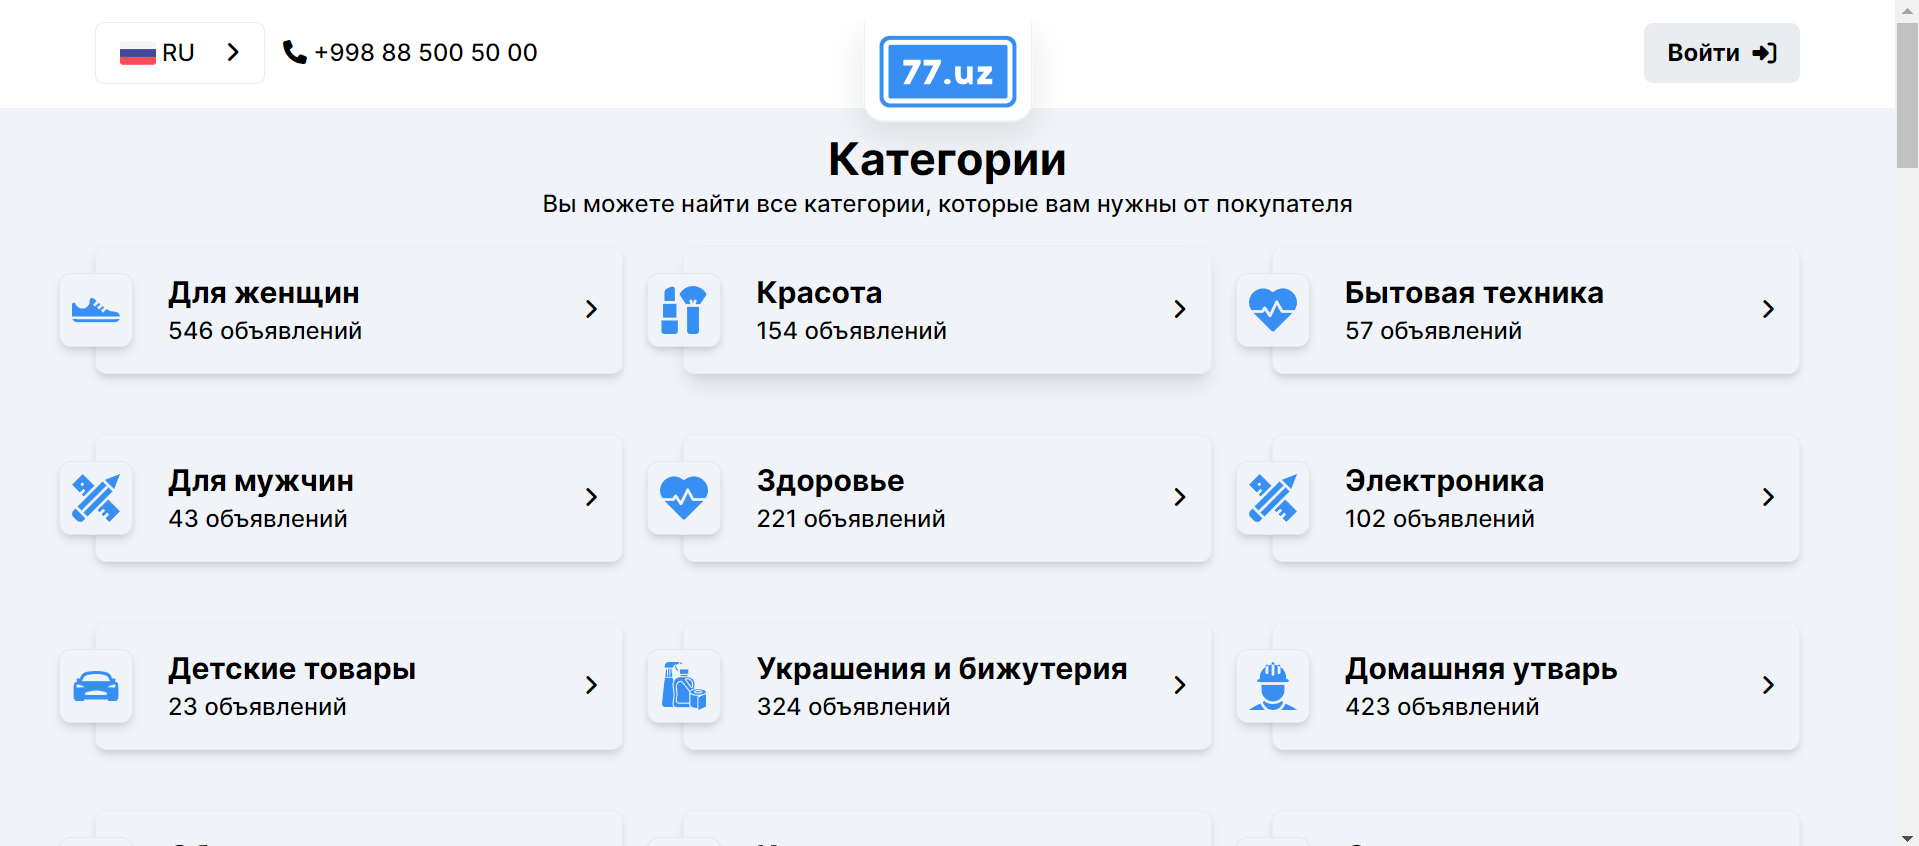 RU
+998 88 500 50 00
77.uz
Войти
Категории
Вы можете найти все категории, которые вам нужны от покупателя
Для женщин
546 объявлений
Красота
154 объявлений
Бытовая техника
57 объявлений
Для мужчин
43 объявлений
Здоровье
221 объявлений
Электроника
102 объявлений
Детские товары
23 объявлений
Украшения и бижутерия
324 объявлений
Домашняя утварь
423 объявлений